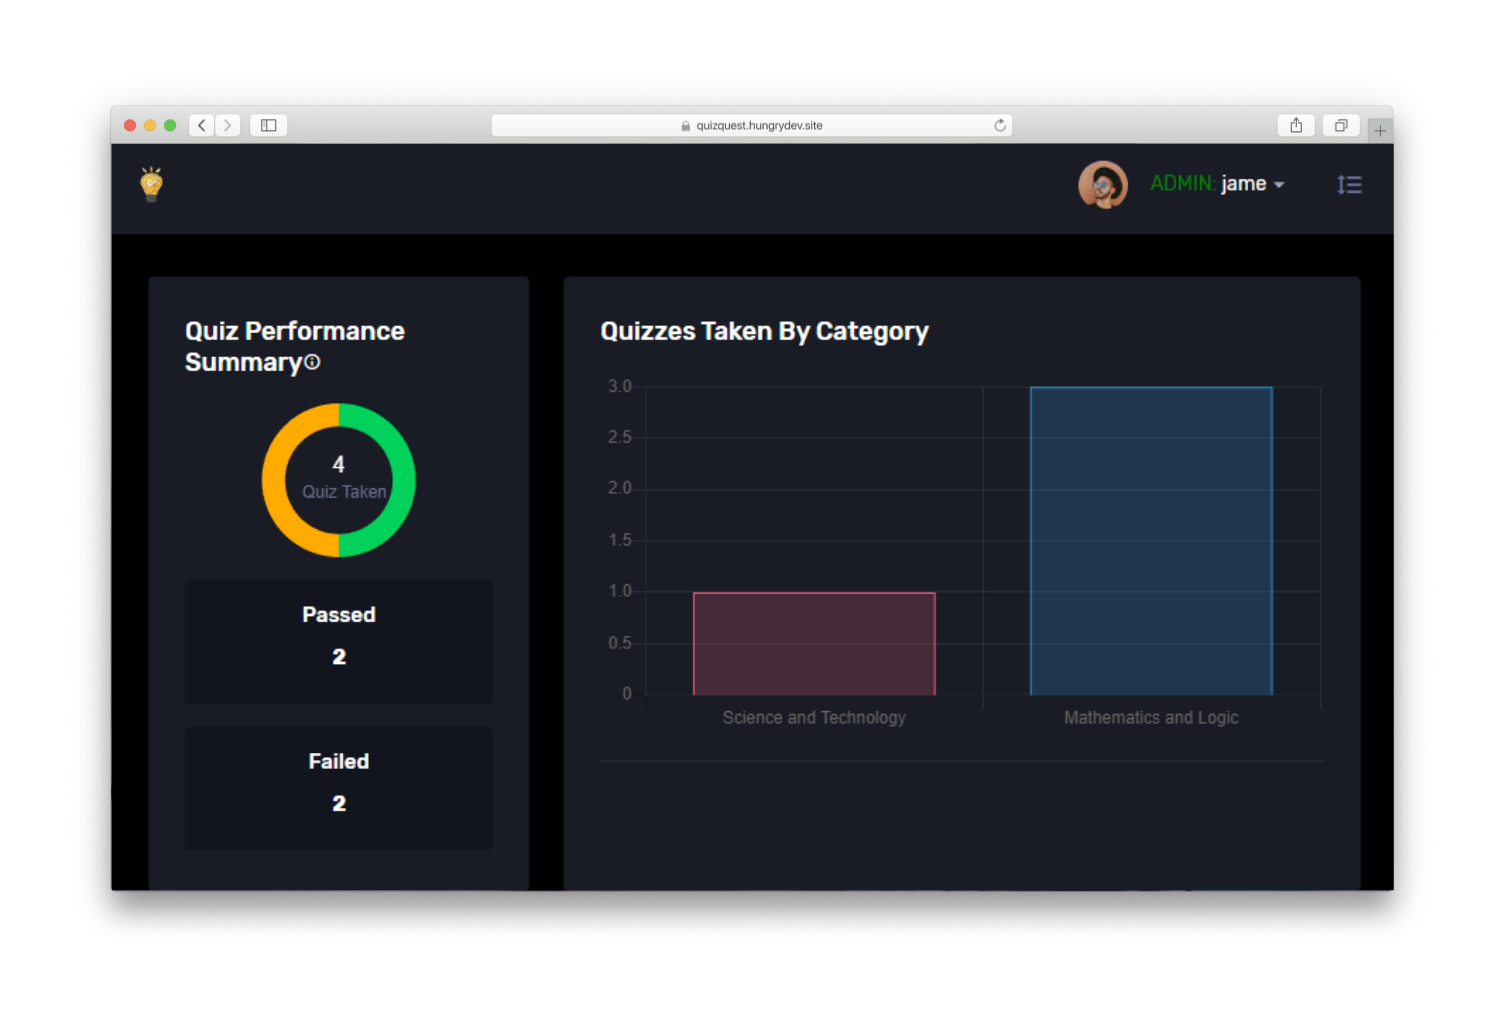 quizquest.hungrydev.site
ADMIN: jame
Quiz Performance
Summary
4
Quiz Taken
Passed
2
Failed
2
Quizzes Taken By Category
3.0
2.5
2.0
1.5
1.0
0.5
0
Science and Technology
Mathematics and Logic